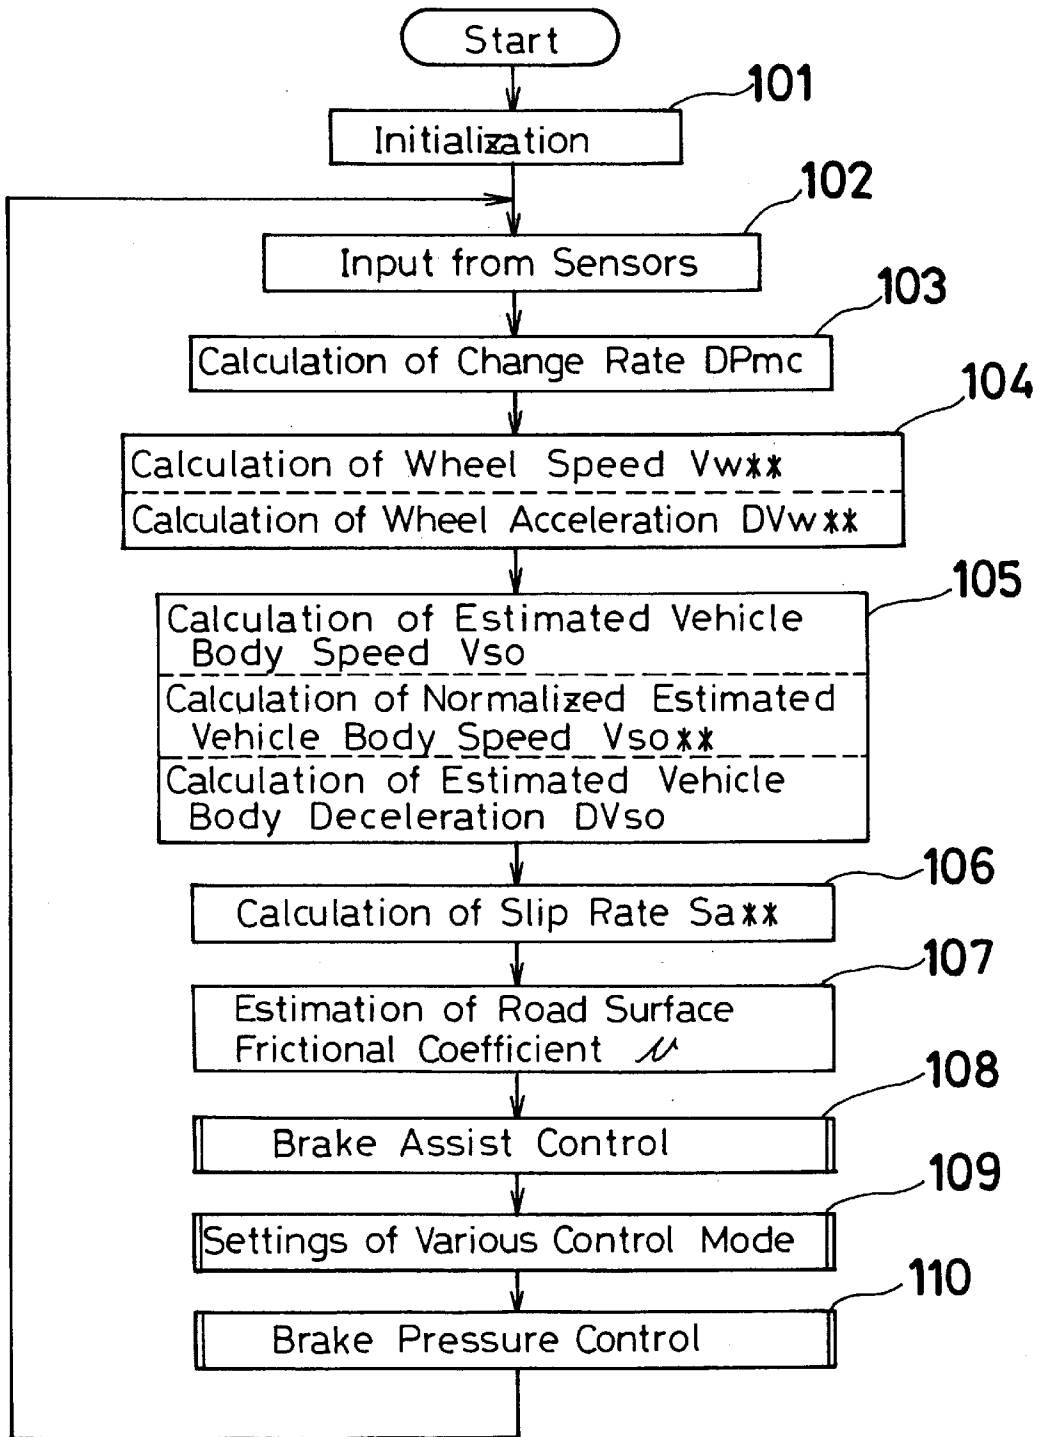 Start
101
Initialization
102
Input from Sensors
103
Calculation of Change Rate DPmc
104
Calculation of Wheel Speed Vw**
Calculation of Wheel Acceleration DVw**
105
Calculation of Estimated Vehicle
Body Speed Vso
Calculation of Normalized Estimated
Vehicle Body Speed Vso**
Calculation of Estimated Vehicle
Body Deceleration DVso
106
Calculation of Slip Rate Sa**
107
Estimation of Road Surface
Frictional Coefficient μ
108
Brake Assist Control
109
Settings of Various Control Mode
110
Brake Pressure Control